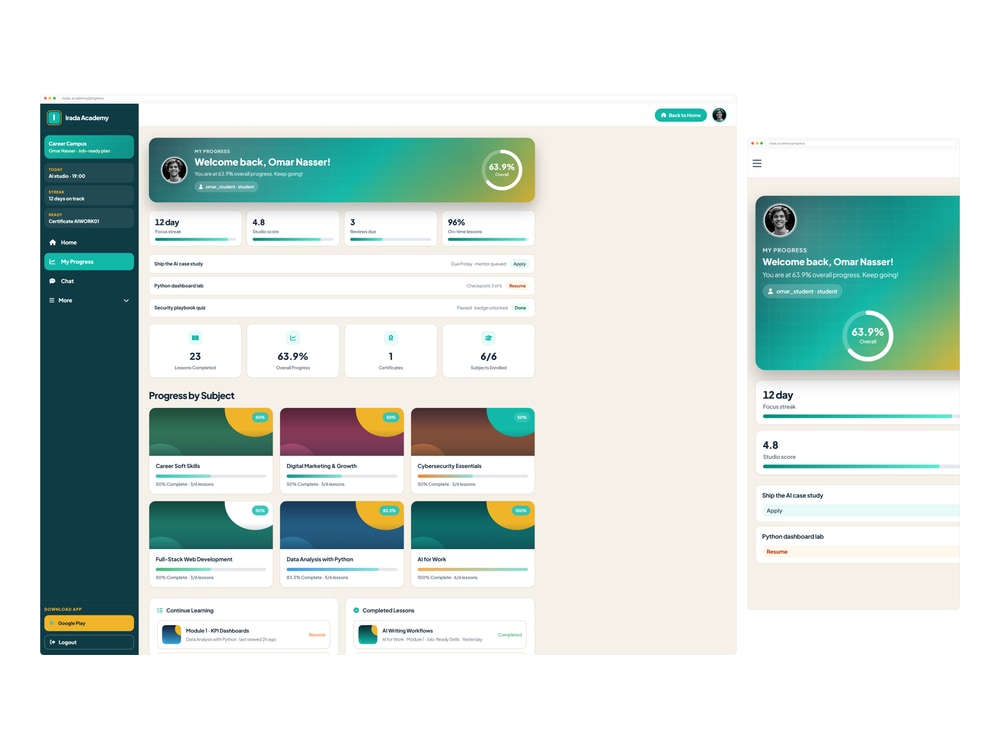 irada.academy/progress
Irada Academy
Career Campus
Omar Nasser · Job-ready plan
TODAY
AI studio · 19:00
STREAK
12 days on track
READY
Certificate AIWORK01
Home
My Progress
Chat
More
DOWNLOAD APP
Google Play
Logout
Back to Home
MY PROGRESS
Welcome back, Omar Nasser!
You are at 63.9% overall progress. Keep going!
omar_student · student
63.9%
Overall
12 day
Focus streak
4.8
Studio score
3
Reviews due
96%
On-time lessons
Ship the AI case study
Due Friday · mentor queued
Apply
Python dashboard lab
Checkpoint 3 of 6
Resume
Security playbook quiz
Passed · badge unlocked
Done
23
Lessons Completed
63.9%
Overall Progress
1
Certificates
6/6
Subjects Enrolled
Progress by Subject
50%
Career Soft Skills
50% Complete · 3/6 lessons
50%
Digital Marketing & Growth
50% Complete · 3/6 lessons
50%
Cybersecurity Essentials
50% Complete · 3/6 lessons
50%
Full-Stack Web Development
50% Complete · 3/6 lessons
83.3%
Data Analysis with Python
83.3% Complete · 5/6 lessons
100%
AI for Work
100% Complete · 6/6 lessons
Continue Learning
Module 1 · KPI Dashboards
Data Analysis with Python · last viewed 2h ago
Resume
Completed Lessons
AI Writing Workflows
AI for Work · Module 1 · Job-Ready Skills · Yesterday
Completed
irada.academy/progress
MY PROGRESS
Welcome back, Omar Nasser!
You are at 63.9% overall progress. Keep going!
omar_student · student
63.9%
Overall
12 day
Focus streak
4.8
Studio score
Ship the AI case study
Apply
Python dashboard lab
Resume